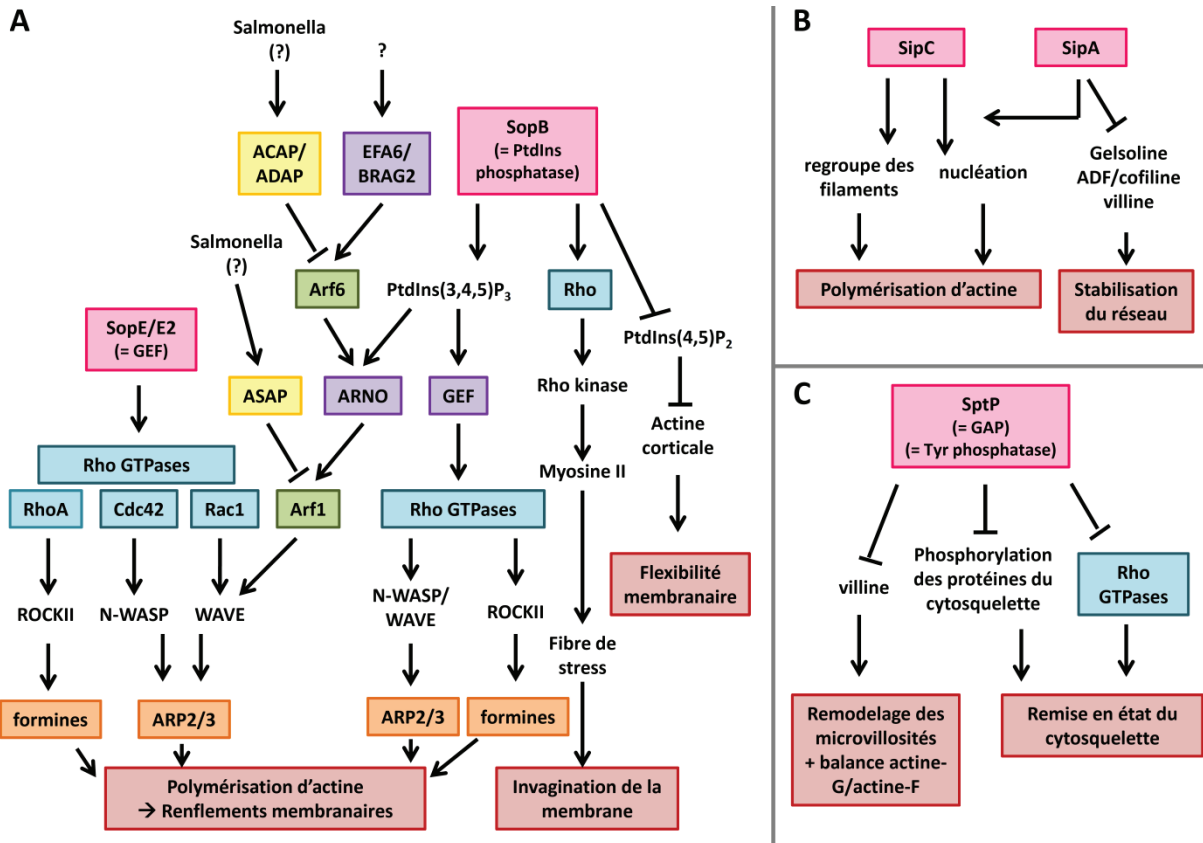 A
Salmonella
(?)
?
ACAP/
ADAP
EFA6/
BRAG2
SopB
(= PtdIns
phosphatase)
Salmonella
(?)
Arf6
PtdIns(3,4,5)P3
Rho
SopE/E2
(= GEF)
PtdIns(4,5)P2
ASAP
ARNO
GEF
Rho kinase
Actine
corticale
Rho GTPases
Myosine II
RhoA
Cdc42
Rac1
Arf1
Rho GTPases
Flexibilité
membranaire
ROCKII
N-WASP
WAVE
N-WASP/
WAVE
ROCKII
Fibre de
stress
formines
ARP2/3
ARP2/3
formines
Polymérisation d'actine
→ Renflements membranaires
Invagination de la
membrane
B
SipC
SipA
regroupe des
filaments
nucléation
Gelsoline
ADF/cofiline
villine
Polymérisation d'actine
Stabilisation
du réseau
C
SptP
(= GAP)
(= Tyr phosphatase)
villine
Phosphorylation
des protéines du
cytosquelette
Rho
GTPases
Remodelage des
microvillosités
+ balance actine-
G/actine-F
Remise en état du
cytosquelette